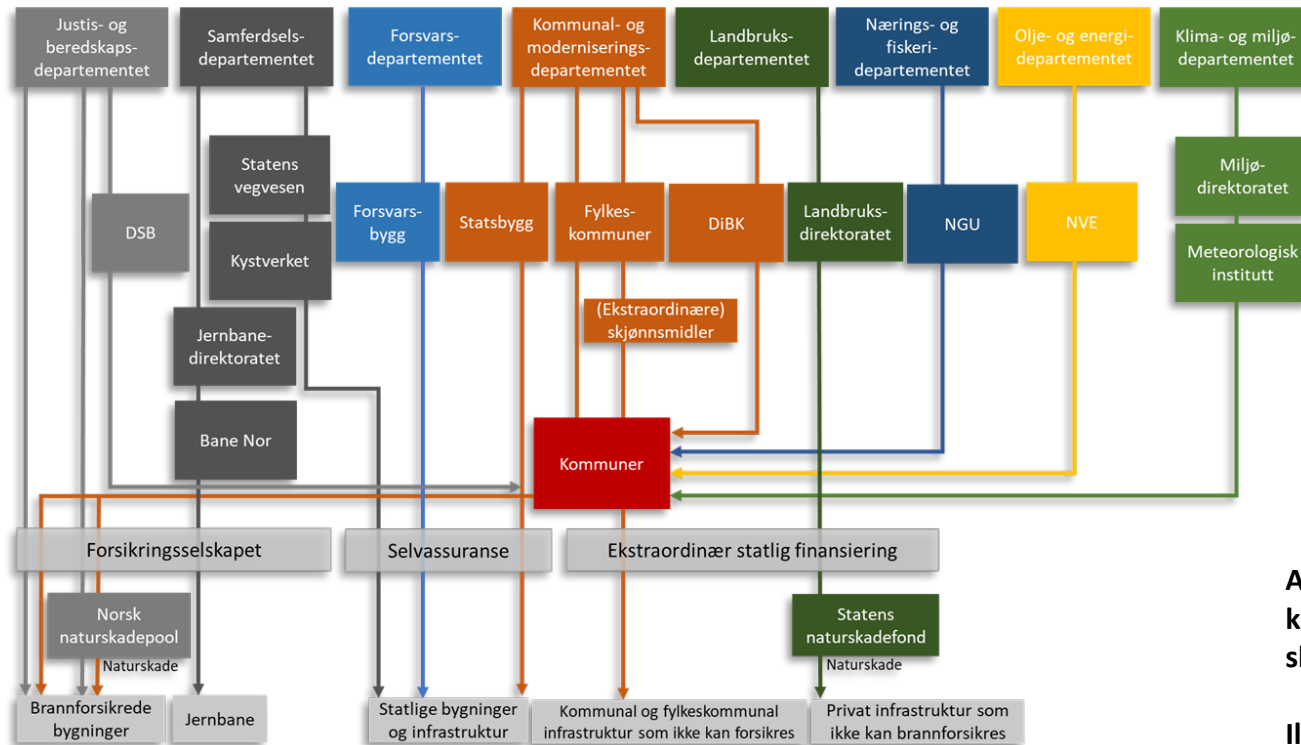 Justis- og
beredskaps-
departementet
Samferdsels-
departementet
Forsvars-
departementet
Kommunal- og
moderniserings-
departementet
Landbruks-
departementet
Nærings- og
fiskeri-
departementet
Olje- og energi-
departementet
Klima- og miljø-
departementet
Statens
vegvesen
Miljø-
direktoratet
DSB
Kystverket
Forsvars-
bygg
Statsbygg
Fylkes-
kommuner
DiBK
Landbruks-
direktoratet
NGU
NVE
Meteorologisk
institutt
(Ekstraordinære)
skjønnsmidler
Jernbane-
direktoratet
Bane Nor
Kommuner
Forsikringsselskapet
Selvassuranse
Ekstraordinær statlig finansiering
Norsk
naturskadepool
Naturskade
Statens
naturskadefond
Naturskade
Brannforsikrede
bygninger
Jernbane
Statlige bygninger
og infrastruktur
Kommunal og fylkeskommunal
infrastruktur som ikke kan forsikres
Privat infrastruktur som
ikke kan brannforsikres